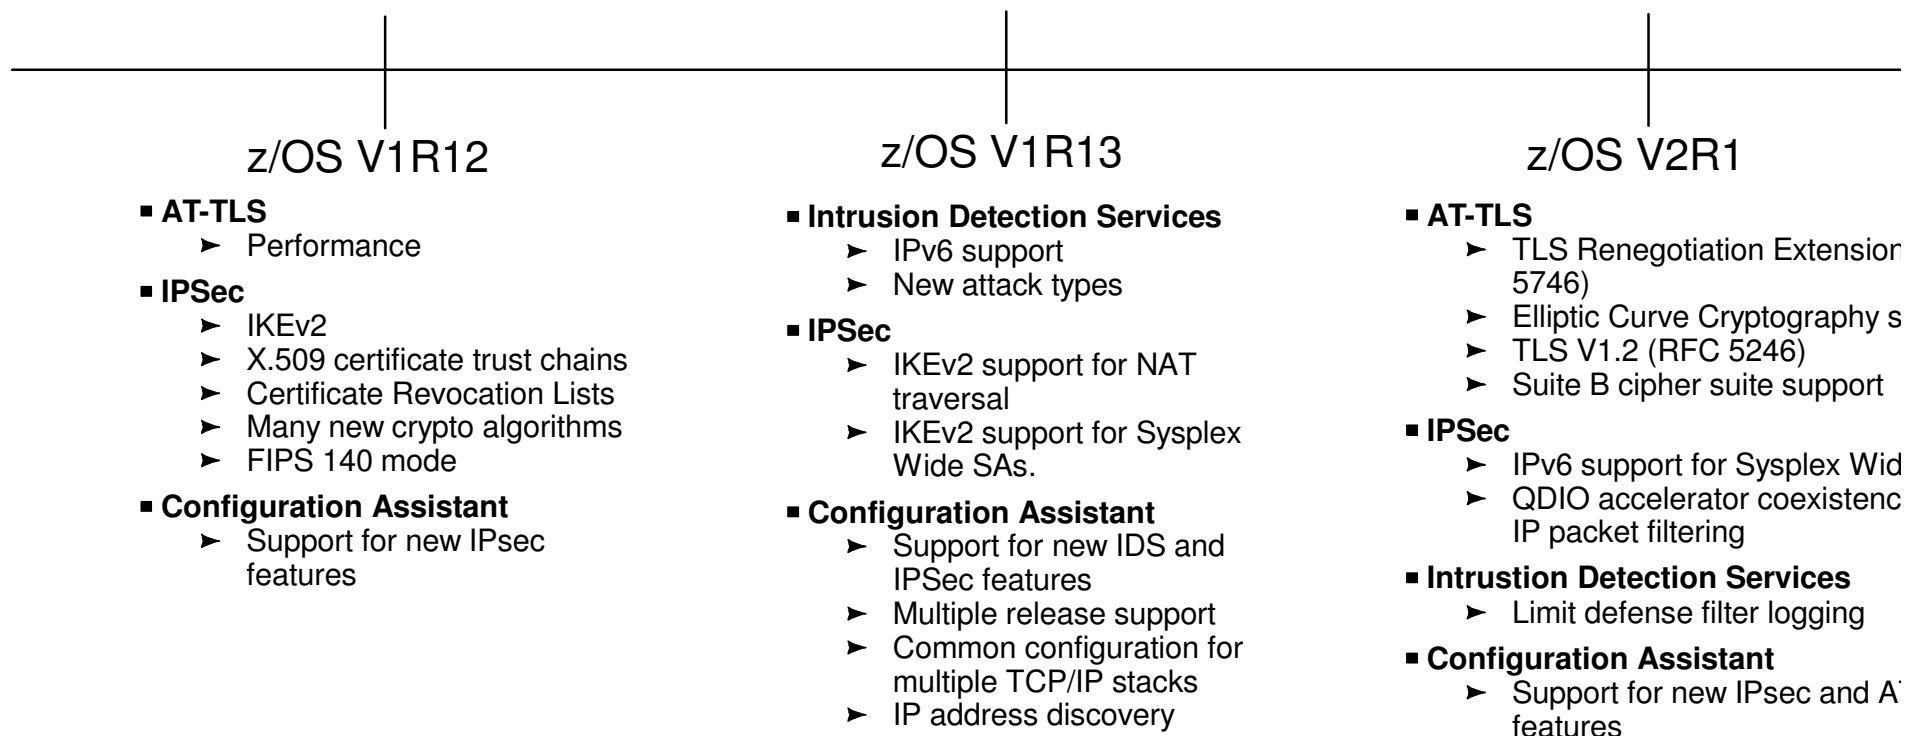 z/OS V1R12
▪ AT-TLS
➤ Performance
▪ IPSec
➤ IKEv2
➤ X.509 certificate trust chains
➤ Certificate Revocation Lists
➤ Many new crypto algorithms
➤ FIPS 140 mode
▪ Configuration Assistant
➤ Support for new IPsec
features
z/OS V1R13
▪ Intrusion Detection Services
➤ IPv6 support
➤ New attack types
▪ IPSec
➤ IKEv2 support for NAT
traversal
➤ IKEv2 support for Sysplex
Wide SAs.
▪ Configuration Assistant
➤ Support for new IDS and
IPSec features
➤ Multiple release support
➤ Common configuration for
multiple TCP/IP stacks
➤ IP address discovery
z/OS V2R1
▪ AT-TLS
➤ TLS Renegotiation Extension
5746)
➤ Elliptic Curve Cryptography s
➤ TLS V1.2 (RFC 5246)
➤ Suite B cipher suite support
▪ IPSec
➤ IPv6 support for Sysplex Wid
➤ QDIO accelerator coexistenc
IP packet filtering
▪ Intrustion Detection Services
➤ Limit defense filter logging
▪ Configuration Assistant
➤ Support for new IPsec and A
features